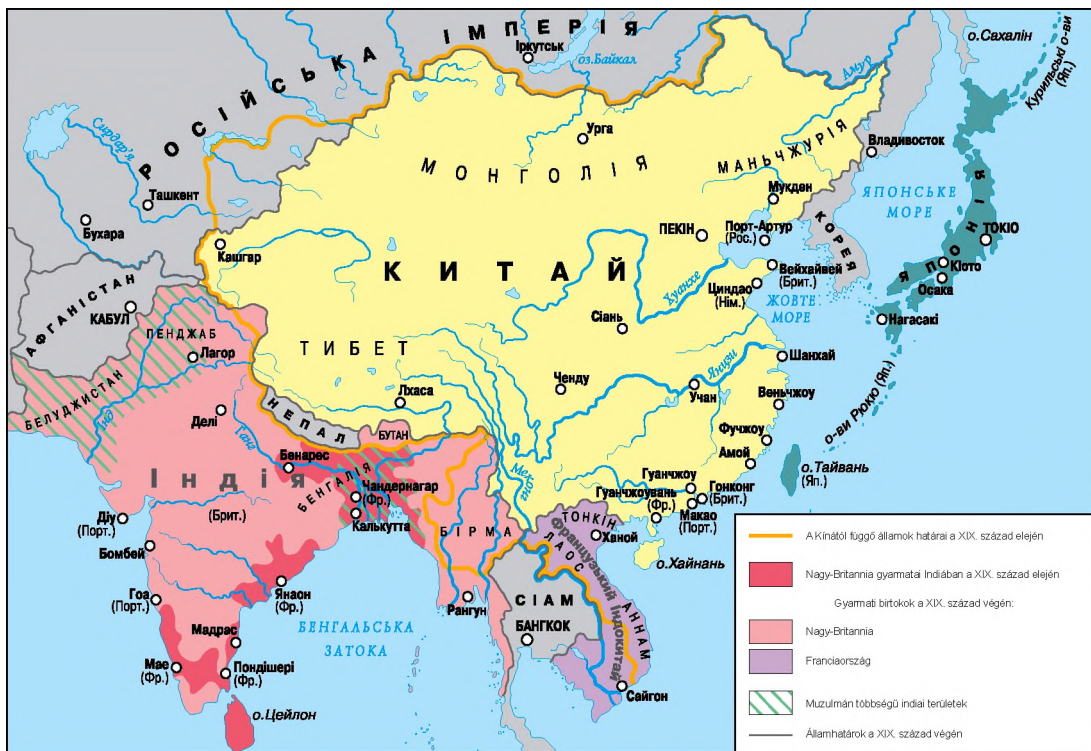 РОСІЙСЬКА ІМПЕРІЯ
Іркутськ
оз.Байкал
Амур
о.Сахалін
Курильські о-ви
(Яп.)
Сирдар'я
Ташкент
Бухара
Урга
МОНГОЛІЯ
МАНЬЧЖУРІЯ
Владивосток
Мукден
ЯПОНСЬКЕ
МОРЕ
КОРЕЯ
ЯПОНІЯ
ТОКІО
Кіото
Осака
Нагасакі
о-ви Рюкю (Яп.)
ПЕКІН
Порт-Артур
(Рос.)
Вейхайвей
(Брит.)
Циндао
(Нім.)
ЖОВТЕ
МОРЕ
Кашгар
КИТАЙ
Хуанхе
Сіань
АФГАНІСТАН
КАБУЛ
ПЕНДЖАБ
Лагор
БЕЛУДЖИСТАН
Інд
ТИБЕТ
Лхаса
Ченду
Янцзи
Учан
Шанхай
Веньчжоу
Фучжоу
Амой
о.Тайвань
(Яп.)
Делі
Ганг
НЕПАЛ
БУТАН
Бенарес
Індія
(Брит.)
БЕНГАЛІЯ
Чандернагар
(Фр.)
Калькутта
Меконг
Гуанчжоу
Гуанчжоувань
(Фр.)
Гонконг
(Брит.)
Макао
(Порт.)
Діу
(Порт.)
Бомбей
БІРМА
ТОНКІН
Ханой
ЛАОС
Французький Індокитай
АННАМ
о.Хайнань
Гоа
(Порт.)
Янаон
(Фр.)
Рангун
СІАМ
БАНГКОК
Мадрас
БЕНГАЛЬСЬКА
ЗАТОКА
Мае
(Фр.)
Пондішері
(Фр.)
Сайгон
о.Цейлон
A Kínától függő államok határai a XIX. század elején
Nagy-Britannia gyarmatai Indiában a XIX. század elején
Gyarmati birtokok a XIX. század végén:
Nagy-Britannia
Franciaország
Muzulmán többségű indiai területek
Államhatárok a XIX. század végén